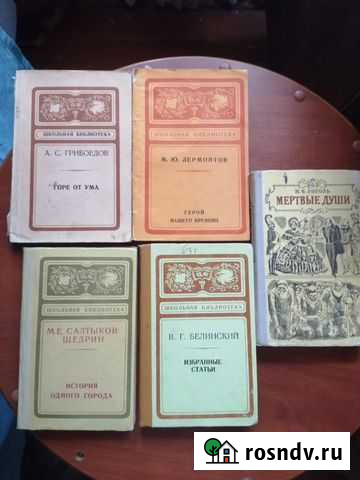 ШКОЛЬНАЯ БИБЛИОТЕКА
А. С. ГРИБОЕДОВ
ГОРЕ ОТ УМА
ШКОЛЬНАЯ БИБЛИОТЕКА
М. Ю. ЛЕРМОНТОВ
ГЕРОЙ
НАШЕГО ВРЕМЕНИ
Н. В. ГОГОЛЬ
МЕРТВЫЕ ДУШИ
ШКОЛЬНАЯ БИБЛИОТЕКА
М.Е. САЛТЫКОВ
ЩЕДРИН
ИСТОРИЯ
ОДНОГО ГОРОДА
ШКОЛЬНАЯ БИБЛИОТЕКА
В. Г. БЕЛИНСКИЙ
ИЗБРАННЫЕ
СТАТЬИ
rosndv.ru